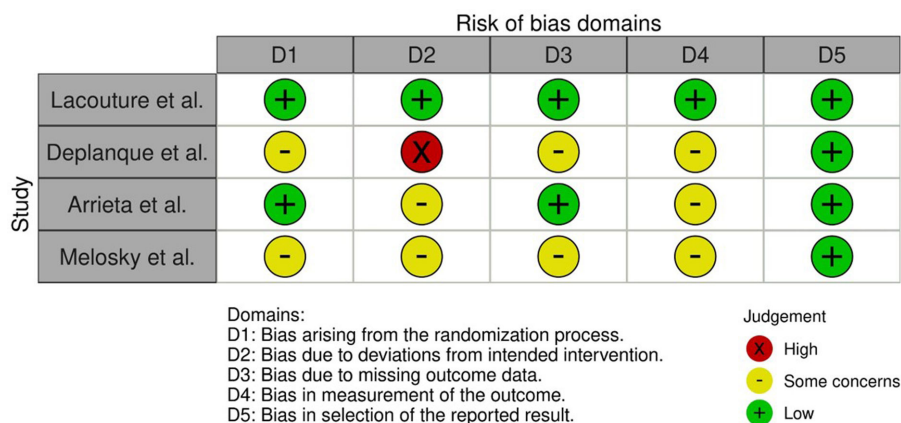 Risk of bias domains
D1 D2 D3 D4 D5
Study
Lacouture et al. + + + + +
Deplanque et al. - X - - +
Arrieta et al. + - + - +
Melosky et al. - - - - +
Domains:
D1: Bias arising from the randomization process.
D2: Bias due to deviations from intended intervention.
D3: Bias due to missing outcome data.
D4: Bias in measurement of the outcome.
D5: Bias in selection of the reported result.
Judgement
X High
- Some concerns
+ Low